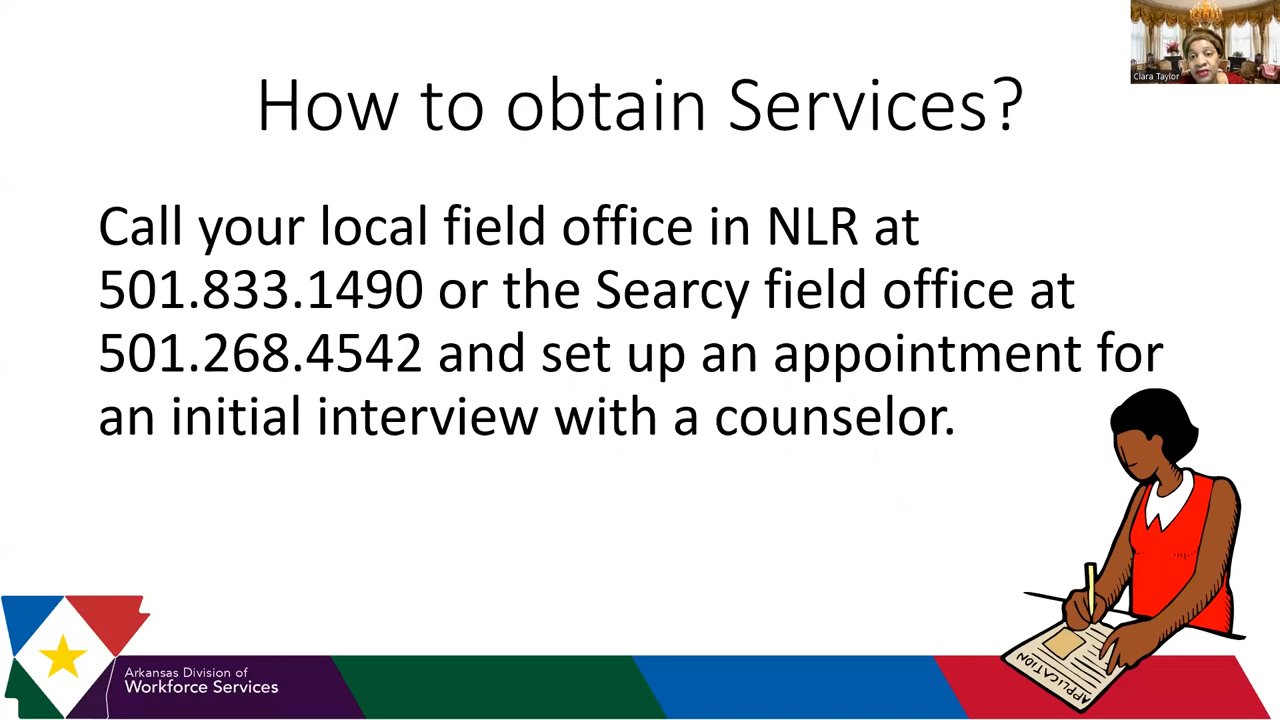 Clara Taylor
How to obtain Services?
Call your local field office in NLR at
501.833.1490 or the Searcy field office at
501.268.4542 and set up an appointment for
an initial interview with a counselor.
APPLICATION
Arkansas Division of
Workforce Services